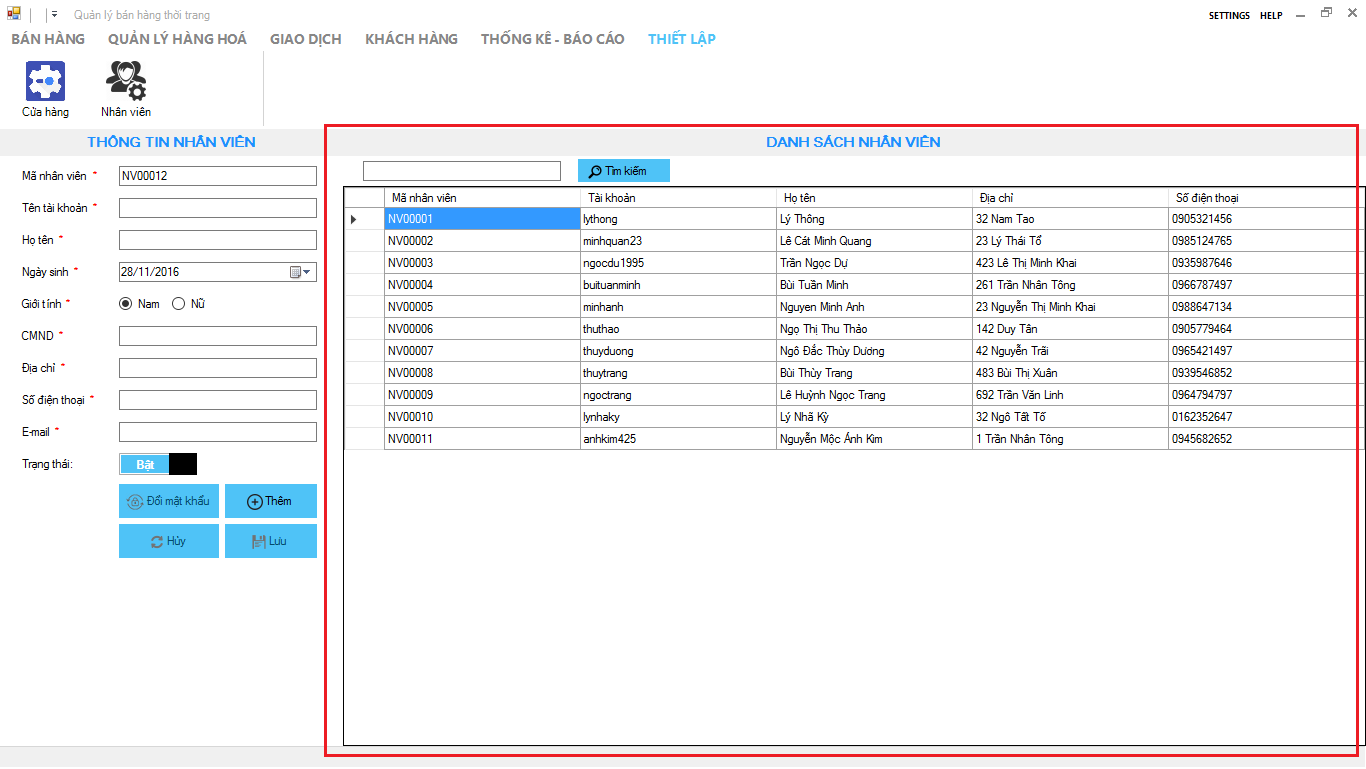 Quản lý bán hàng thời trang
SETTINGS HELP
BÁN HÀNG QUẢN LÝ HÀNG HOÁ GIAO DỊCH KHÁCH HÀNG THỐNG KÊ - BÁO CÁO THIẾT LẬP
Cửa hàng Nhân viên
THÔNG TIN NHÂN VIÊN
Mã nhân viên * NV00012
Tên tài khoản *
Họ tên *
Ngày sinh * 28/11/2016
Giới tính * Nam Nữ
CMND *
Địa chỉ *
Số điện thoại *
E-mail *
Trạng thái: Bật
Đổi mật khẩu Thêm
Hủy Lưu
DANH SÁCH NHÂN VIÊN
Tìm kiếm
Mã nhân viên Tài khoản Họ tên Địa chỉ Số điện thoại
NV00001 lythong Lý Thông 32 Nam Tao 0905321456
NV00002 minhquan23 Lê Cát Minh Quang 23 Lý Thái Tổ 0985124765
NV00003 ngocdu1995 Trần Ngọc Dự 423 Lê Thị Minh Khai 0935987646
NV00004 buituanminh Bùi Tuần Minh 261 Trần Nhân Tông 0966787497
NV00005 minhanh Nguyen Minh Anh 23 Nguyễn Thị Minh Khai 0988647134
NV00006 thuthao Ngọ Thị Thu Thảo 142 Duy Tân 0905779464
NV00007 thuyduong Ngô Đắc Thùy Dương 42 Nguyễn Trãi 0965421497
NV00008 thuytrang Bùi Thùy Trang 483 Bùi Thị Xuân 0939546852
NV00009 ngoctrang Lê Huỳnh Ngọc Trang 692 Trần Văn Linh 0964794797
NV00010 lynhaky Lý Nhã Kỳ 32 Ngô Tất Tố 0162352647
NV00011 anhkim425 Nguyễn Mộc Ánh Kim 1 Trần Nhân Tông 0945682652